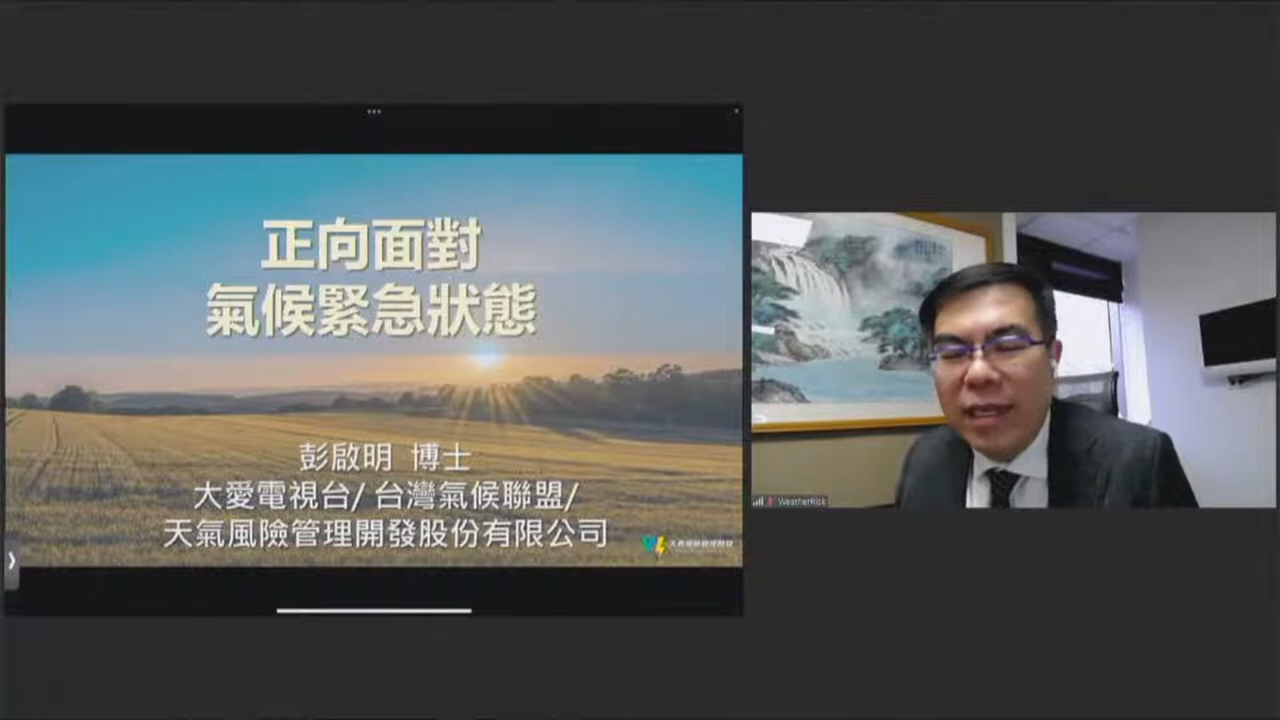 正向面對
氣候緊急狀態
彭啟明 博士
大愛電視台/ 台灣氣候聯盟/
天氣風險管理開發股份有限公司
WeatherRisk